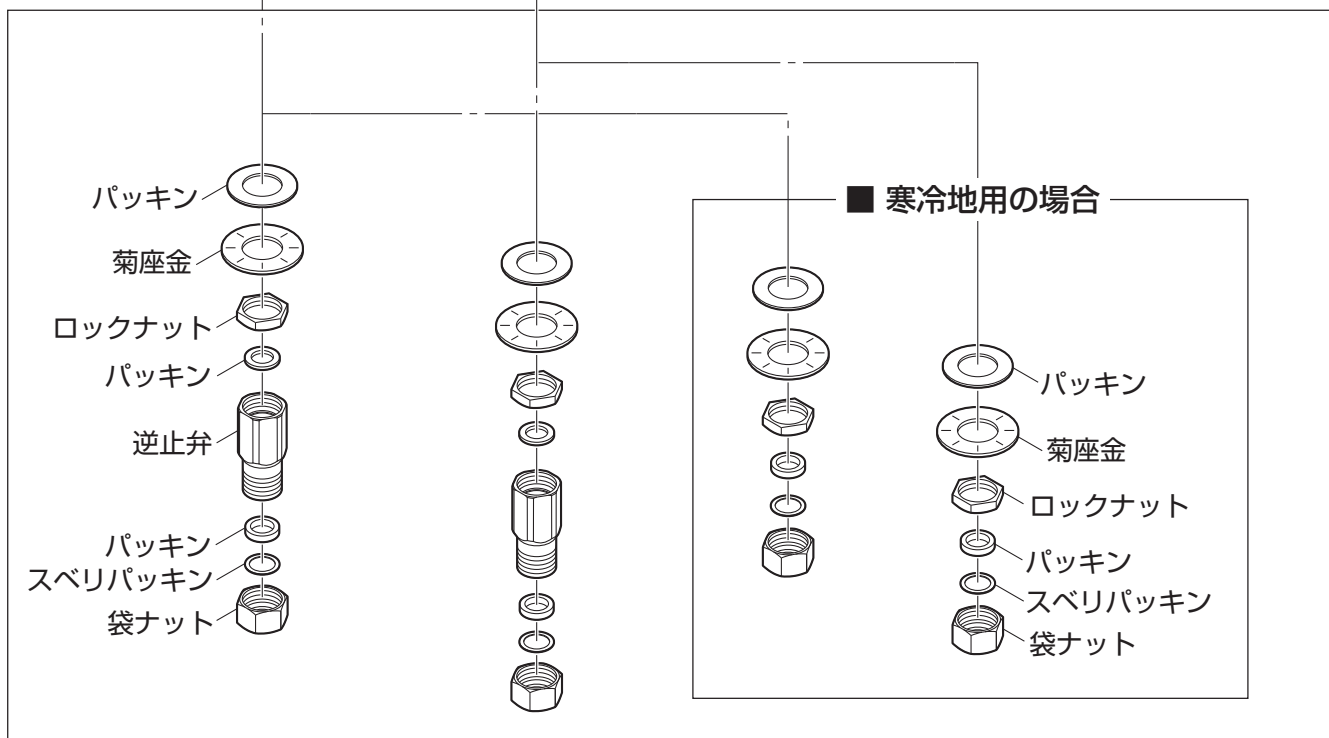 パッキン
菊座金
ロックナット
パッキン
逆止弁
パッキン
スベリパッキン
袋ナット
■ 寒冷地用の場合
パッキン
菊座金
ロックナット
パッキン
スベリパッキン
袋ナット